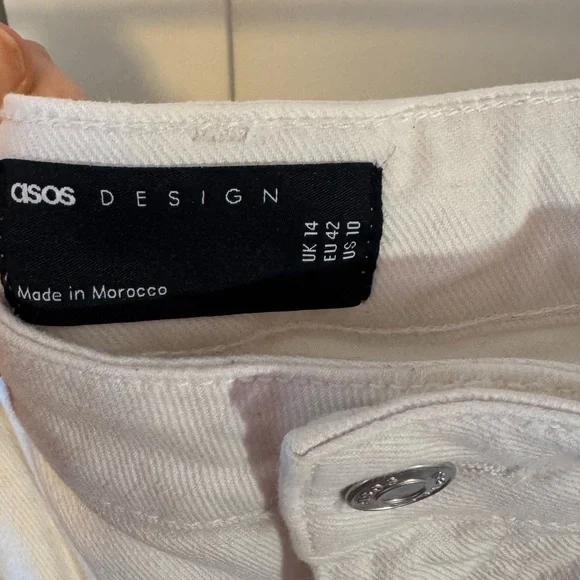 asos DESIGN
UK 14
EU 42
US 10
Made in Morocco